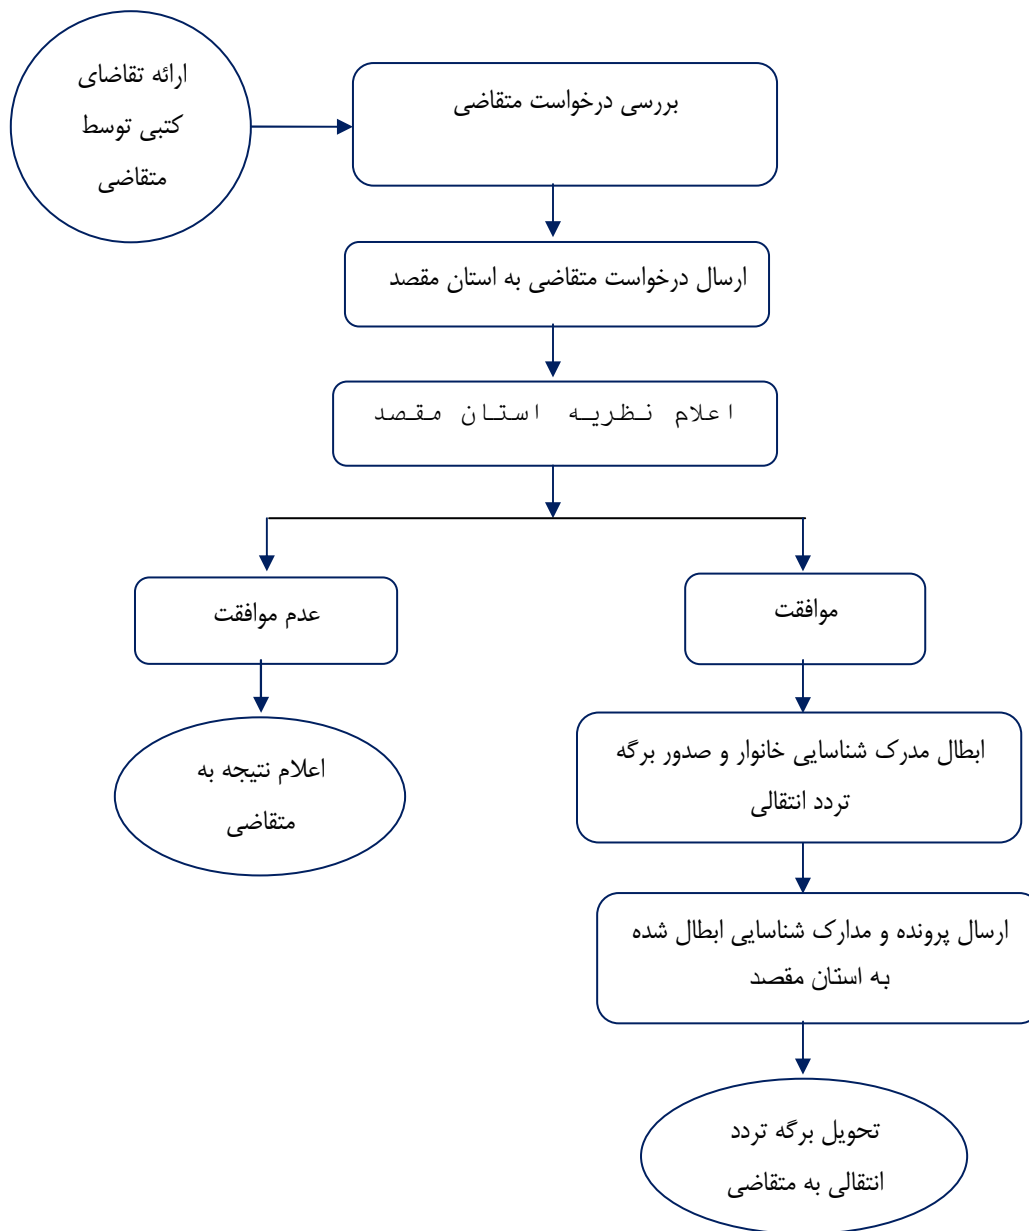 ارائه تقاضای
کتبی توسط
متقاضی
بررسی درخواست متقاضی
ارسال درخواست متقاضی به استان مقصد
اعلام نظریه استان مقصد
عدم موافقت
موافقت
اعلام نتیجه به
متقاضی
ابطال مدرک شناسایی خانوار و صدور برگه
تردد انتقالی
ارسال پرونده و مدارک شناسایی ابطال شده
به استان مقصد
تحویل برگه تردد
انتقالی به متقاضی